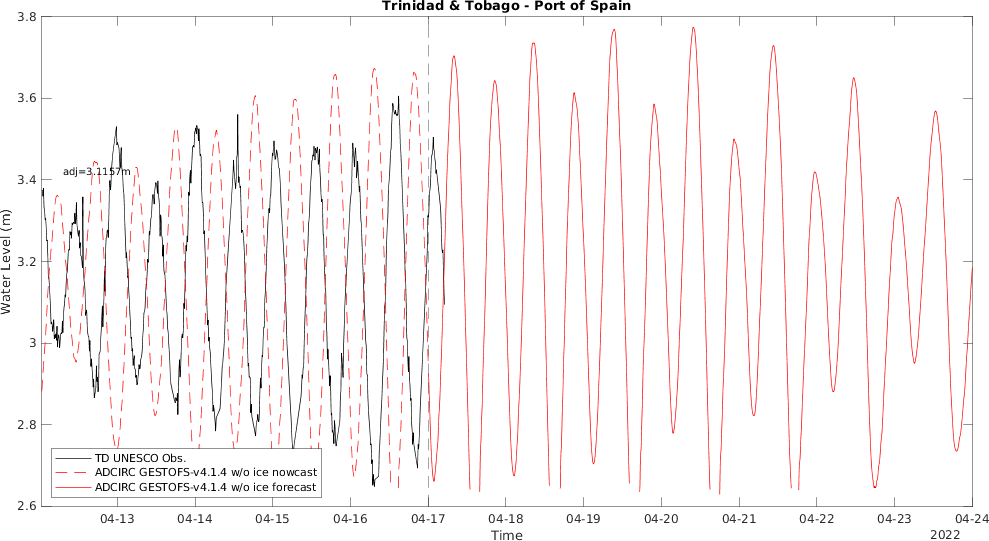 Trinidad & Tobago - Port of Spain
3.8
3.6
3.4
3.2
3
2.8
2.6
Water Level (m)
adj=3.1157m
TD UNESCO Obs.
ADCIRC GESTOFS-v4.1.4 w/o ice nowcast
ADCIRC GESTOFS-v4.1.4 w/o ice forecast
04-13 04-14 04-15 04-16 04-17 04-18 04-19 04-20 04-21 04-22 04-23 04-24
Time
2022